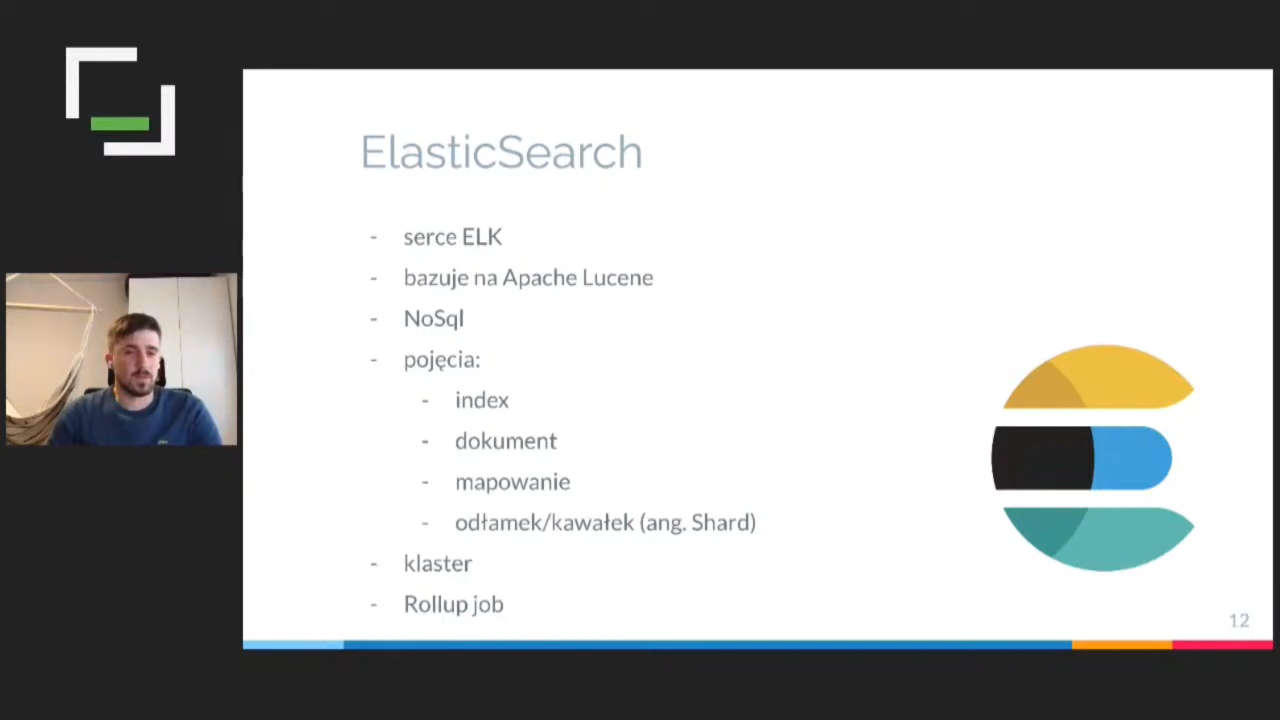 ElasticSearch
- serce ELK
- bazuje na Apache Lucene
- NoSql
- pojęcia:
- index
- dokument
- mapowanie
- odłamek/kawałek (ang. Shard)
- klaster
- Rollup job
12